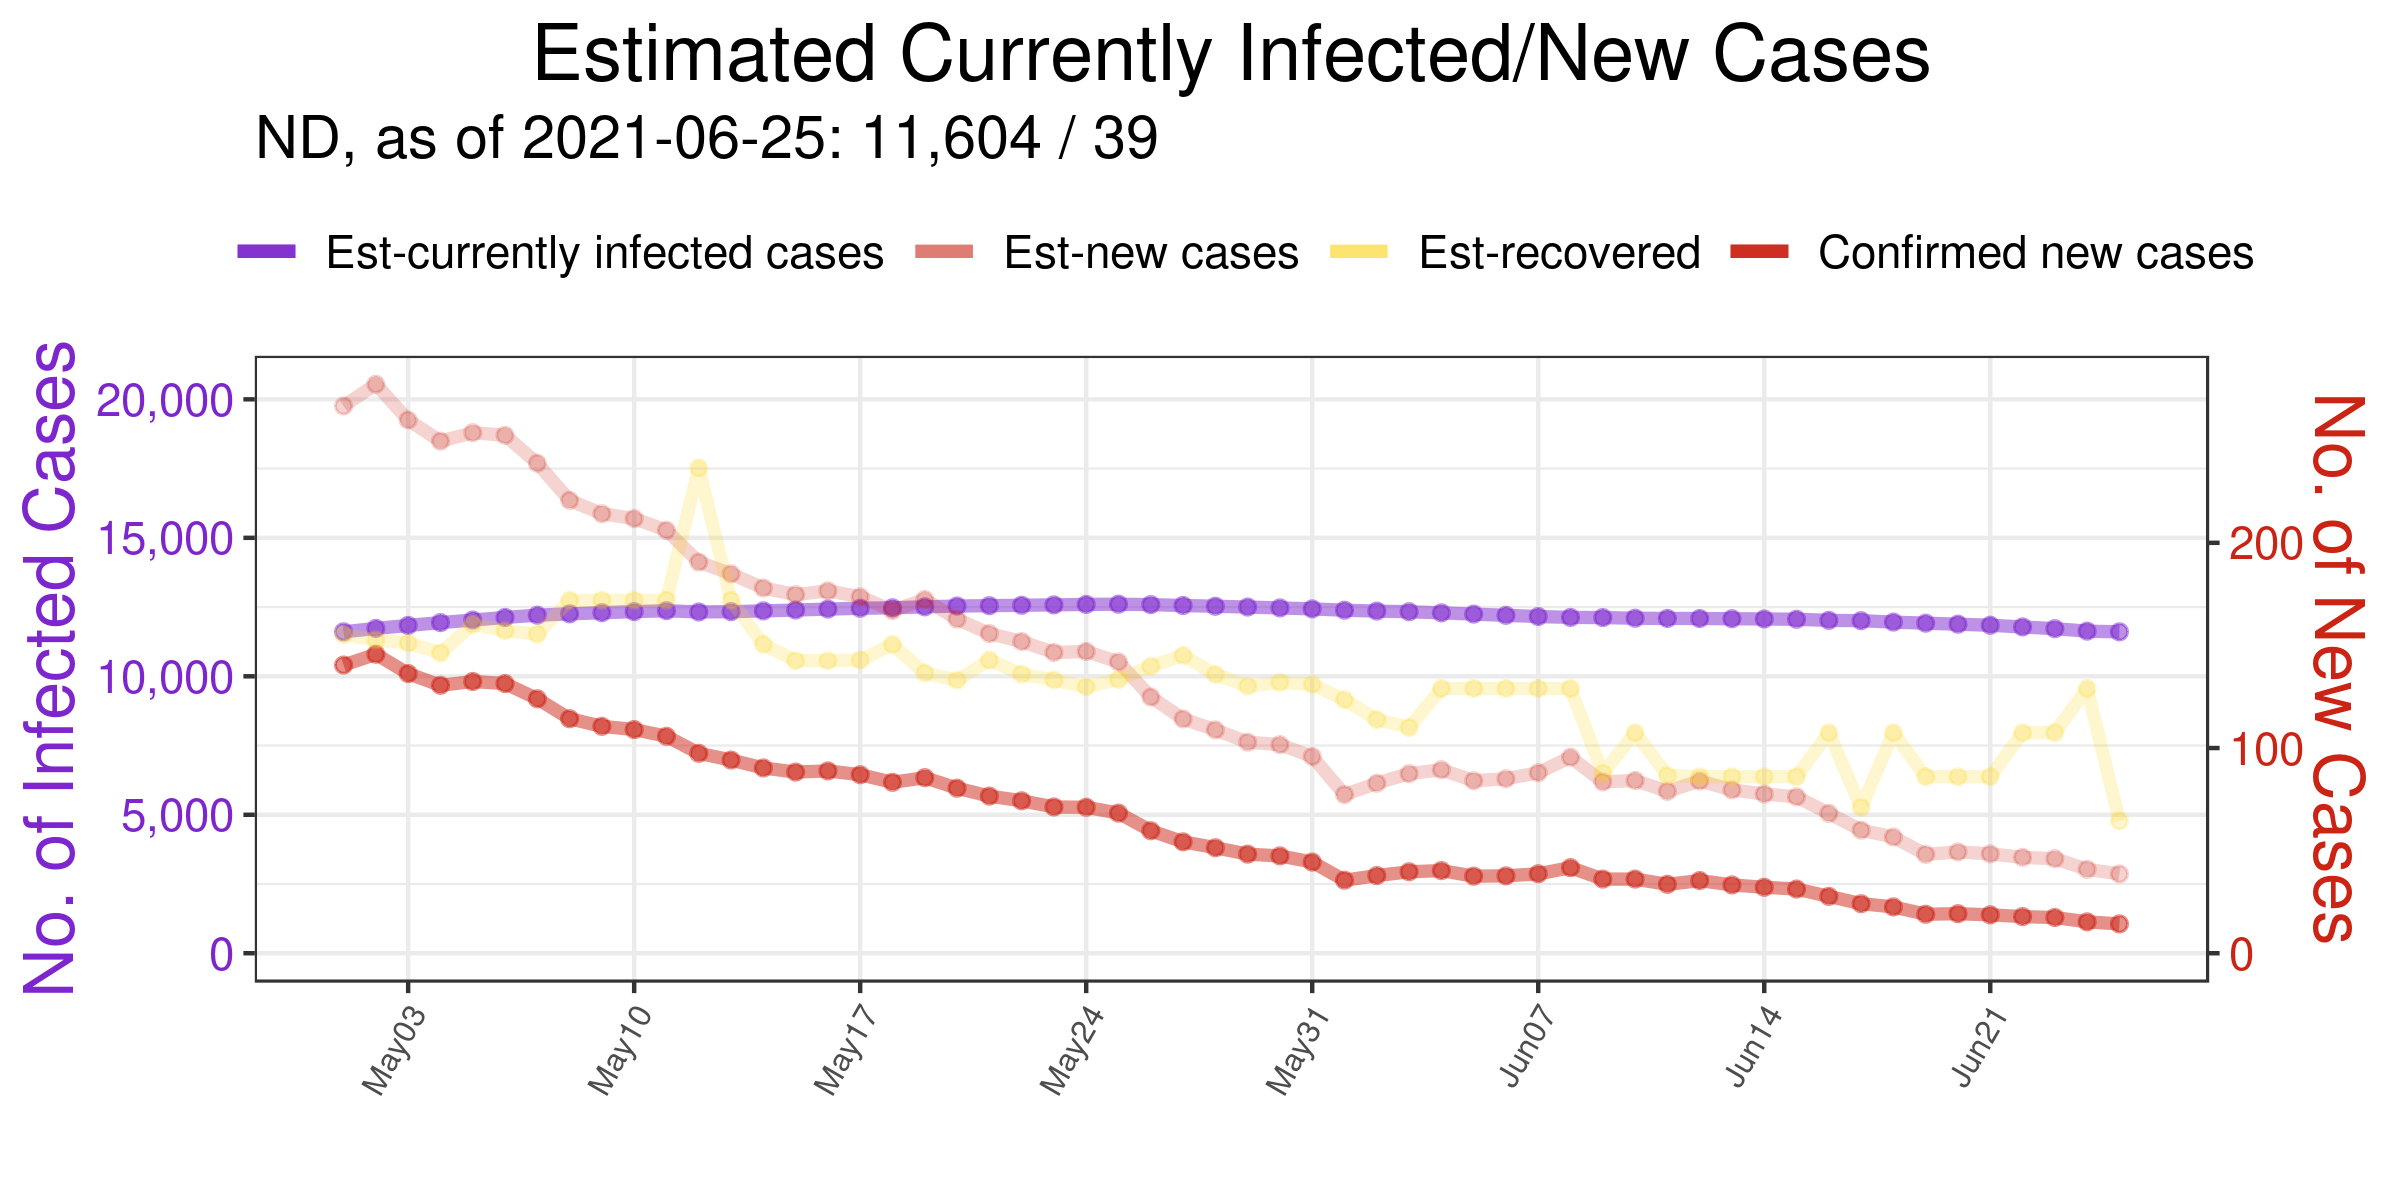 Estimated Currently Infected/New Cases
ND, as of 2021-06-25: 11,604 / 39
Est-currently infected cases
Est-new cases
Est-recovered
Confirmed new cases
No. of Infected Cases
20,000
15,000
10,000
5,000
0
200
100
0
No. of New Cases
May03
May10
May17
May24
May31
Jun07
Jun14
Jun21